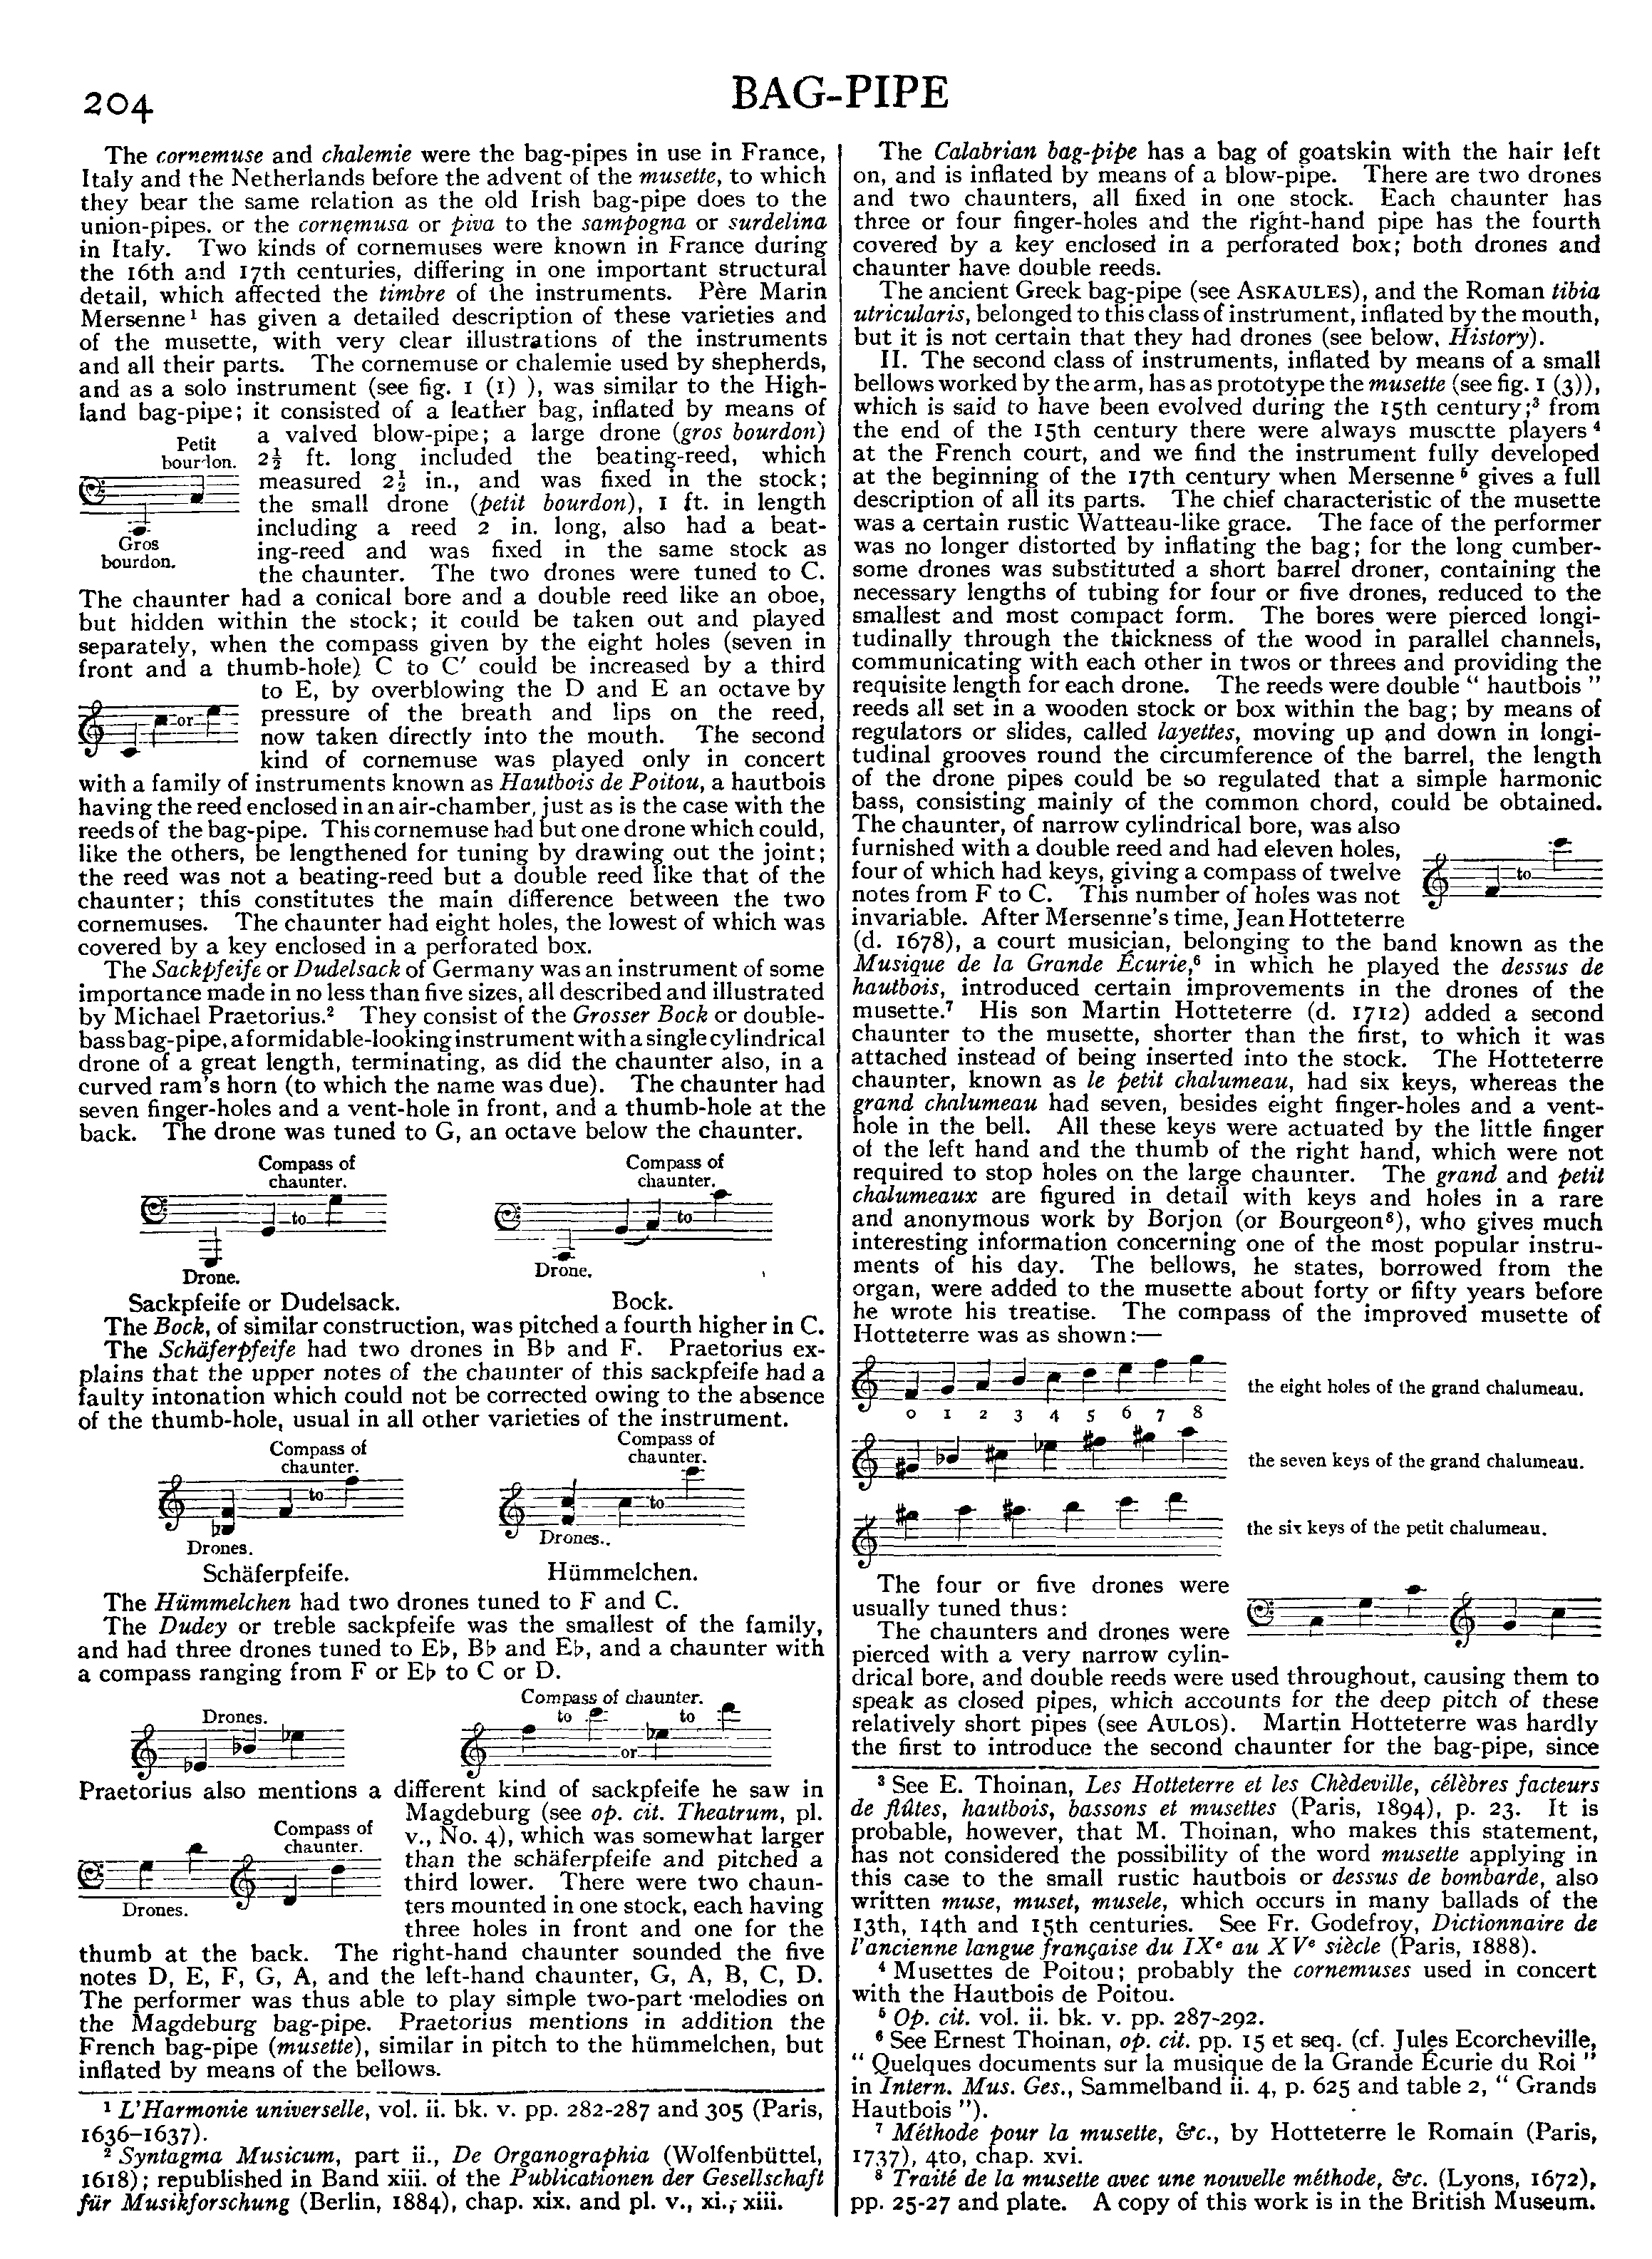 204
BAG-PIPE
The cornemuse and chalemie were the bag-pipes in use in France,
Italy and the Netherlands before the advent of the musette, to which
they bear the same relation as the old Irish bag-pipe does to the
union-pipes. or the cornemusa or piva to the sampogna or surdelina
in Italy. Two kinds of cornemuses were known in France during
the 16th and 17th centuries, differing in one important structural
detail, which affected the timbre of the instruments. Père Marin
Mersenne¹ has given a detailed description of these varieties and
of the musette, with very clear illustrations of the instruments
and all their parts. The cornemuse or chalemie used by shepherds,
and as a solo instrument (see fig. 1 (1) ), was similar to the High-
land bag-pipe; it consisted of a leather bag, inflated by means of
a valved blow-pipe; a large drone (gros bourdon)
2½ ft. long included the beating-reed, which
measured 2½ in., and was fixed in the stock;
the small drone (petit bourdon), 1 ft. in length
including a reed 2 in. long, also had a beat-
ing-reed and was fixed in the same stock as
the chaunter. The two drones were tuned to C.
Petit
bourdon.
Gros
bourdon.
The chaunter had a conical bore and a double reed like an oboe,
but hidden within the stock; it could be taken out and played
separately, when the compass given by the eight holes (seven in
front and a thumb-hole) C to C′ could be increased by a third
to E, by overblowing the D and E an octave by
pressure of the breath and lips on the reed,
now taken directly into the mouth. The second
kind of cornemuse was played only in concert
or
with a family of instruments known as Hautbois de Poitou, a hautbois
having the reed enclosed in an air-chamber, just as is the case with the
reeds of the bag-pipe. This cornemuse had but one drone which could,
like the others, be lengthened for tuning by drawing out the joint;
the reed was not a beating-reed but a double reed like that of the
chaunter; this constitutes the main difference between the two
cornemuses. The chaunter had eight holes, the lowest of which was
covered by a key enclosed in a perforated box.
The Sackpfeife or Dudelsack of Germany was an instrument of some
importance made in no less than five sizes, all described and illustrated
by Michael Praetorius.² They consist of the Grosser Bock or double-
bass bag-pipe, a formidable-looking instrument with a single cylindrical
drone of a great length, terminating, as did the chaunter also, in a
curved ram's horn (to which the name was due). The chaunter had
seven finger-holes and a vent-hole in front, and a thumb-hole at the
back. The drone was tuned to G, an octave below the chaunter.
Compass of
chaunter.
to
Drone.
Sackpfeife or Dudelsack.
Compass of
chaunter.
to
Drone.
Bock.
The Bock, of similar construction, was pitched a fourth higher in C.
The Schäferpfeife had two drones in B♭ and F. Praetorius ex-
plains that the upper notes of the chaunter of this sackpfeife had a
faulty intonation which could not be corrected owing to the absence
of the thumb-hole, usual in all other varieties of the instrument.
Compass of
chaunter.
to
Drones.
Schäferpfeife.
Compass of
chaunter.
to
Drones..
Hümmelchen.
The Hümmelchen had two drones tuned to F and C.
The Dudey or treble sackpfeife was the smallest of the family,
and had three drones tuned to E♭, B♭ and E♭, and a chaunter with
a compass ranging from F or E♭ to C or D.
Drones.
Compass of chaunter.
to
or
to
Praetorius also mentions a different kind of sackpfeife he saw in
Magdeburg (see op. cit. Theatrum, pl.
v., No. 4), which was somewhat larger
than the schäferpfeife and pitched a
third lower. There were two chaun-
ters mounted in one stock, each having
three holes in front and one for the
Compass of
chaunter.
Drones.
thumb at the back. The right-hand chaunter sounded the five
notes D, E, F, G, A, and the left-hand chaunter, G, A, B, C, D.
The performer was thus able to play simple two-part melodies on
the Magdeburg bag-pipe. Praetorius mentions in addition the
French bag-pipe (musette), similar in pitch to the hümmelchen, but
inflated by means of the bellows.
¹ L'Harmonie universelle, vol. ii. bk. v. pp. 282-287 and 305 (Paris,
1636–1637).
² Syntagma Musicum, part ii., De Organographia (Wolfenbüttel,
1618); republished in Band xiii. of the Publicationen der Gesellschaft
für Musikforschung (Berlin, 1884), chap. xix. and pl. v., xi., xiii.
The Calabrian bag-pipe has a bag of goatskin with the hair left
on, and is inflated by means of a blow-pipe. There are two drones
and two chaunters, all fixed in one stock. Each chaunter has
three or four finger-holes and the right-hand pipe has the fourth
covered by a key enclosed in a perforated box; both drones and
chaunter have double reeds.
The ancient Greek bag-pipe (see ASKAULES), and the Roman tibia
utricularis, belonged to this class of instrument, inflated by the mouth,
but it is not certain that they had drones (see below, History).
II. The second class of instruments, inflated by means of a small
bellows worked by the arm, has as prototype the musette (see fig. 1 (3)),
which is said to have been evolved during the 15th century;³ from
the end of the 15th century there were always musctte players⁴
at the French court, and we find the instrument fully developed
at the beginning of the 17th century when Mersenne⁵ gives a full
description of all its parts. The chief characteristic of the musette
was a certain rustic Watteau-like grace. The face of the performer
was no longer distorted by inflating the bag; for the long cumber-
some drones was substituted a short barrel droner, containing the
necessary lengths of tubing for four or five drones, reduced to the
smallest and most compact form. The bores were pierced longi-
tudinally through the thickness of the wood in parallel channels,
communicating with each other in twos or threes and providing the
requisite length for each drone. The reeds were double “ hautbois ”
reeds all set in a wooden stock or box within the bag; by means of
regulators or slides, called layettes, moving up and down in longi-
tudinal grooves round the circumference of the barrel, the length
of the drone pipes could be so regulated that a simple harmonic
bass, consisting mainly of the common chord, could be obtained.
The chaunter, of narrow cylindrical bore, was also
furnished with a double reed and had eleven holes,
four of which had keys, giving a compass of twelve
notes from F to C. This number of holes was not
invariable. After Mersenne's time, Jean Hotteterre
to
(d. 1678), a court musician, belonging to the band known as the
Musique de la Grande Écurie,⁶ in which he played the dessus de
hautbois, introduced certain improvements in the drones of the
musette.⁷ His son Martin Hotteterre (d. 1712) added a second
chaunter to the musette, shorter than the first, to which it was
attached instead of being inserted into the stock. The Hotteterre
chaunter, known as le petit chalumeau, had six keys, whereas the
grand chalumeau had seven, besides eight finger-holes and a vent-
hole in the bell. All these keys were actuated by the little finger
of the left hand and the thumb of the right hand, which were not
required to stop holes on the large chaunter. The grand and petit
chalumeaux are figured in detail with keys and holes in a rare
and anonymous work by Borjon (or Bourgeon⁸), who gives much
interesting information concerning one of the most popular instru-
ments of his day. The bellows, he states, borrowed from the
organ, were added to the musette about forty or fifty years before
he wrote his treatise. The compass of the improved musette of
Hotteterre was as shown:—
the eight holes of the grand chalumeau.
0 1 2 3 4 5 6 7 8
the seven keys of the grand chalumeau.
the six keys of the petit chalumeau.
The four or five drones were
usually tuned thus:
The chaunters and drones were
pierced with a very narrow cylin-
drical bore, and double reeds were used throughout, causing them to
speak as closed pipes, which accounts for the deep pitch of these
relatively short pipes (see AULOS). Martin Hotteterre was hardly
the first to introduce the second chaunter for the bag-pipe, since
³ See E. Thoinan, Les Hotteterre et les Chèdeville, célèbres facteurs
de flûtes, hautbois, bassons et musettes (Paris, 1894), p. 23. It is
probable, however, that M. Thoinan, who makes this statement,
has not considered the possibility of the word musette applying in
this case to the small rustic hautbois or dessus de bombarde, also
written muse, muset, musele, which occurs in many ballads of the
13th, 14th and 15th centuries. See Fr. Godefroy, Dictionnaire de
l'ancienne langue française du IXᵉ au XVᵉ siècle (Paris, 1888).
⁴ Musettes de Poitou; probably the cornemuses used in concert
with the Hautbois de Poitou.
⁵ Op. cit. vol. ii. bk. v. pp. 287-292.
⁶ See Ernest Thoinan, op. cit. pp. 15 et seq. (cf. Jules Ecorcheville,
“ Quelques documents sur la musique de la Grande Écurie du Roi ”
in Intern. Mus. Ges., Sammelband ii. 4, p. 625 and table 2, “ Grands
Hautbois ”).
⁷ Méthode pour la musette, &c., by Hotteterre le Romain (Paris,
1737), 4to, chap. xvi.
⁸ Traité de la musette avec une nouvelle méthode, &c. (Lyons, 1672),
pp. 25-27 and plate. A copy of this work is in the British Museum.